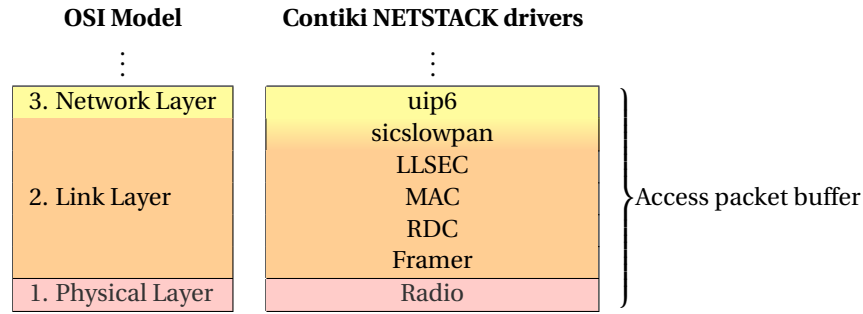 OSI Model Contiki NETSTACK drivers
3. Network Layer uip6
sicslowpan
LLSEC
2. Link Layer MAC Access packet buffer
RDC
Framer
1. Physical Layer Radio